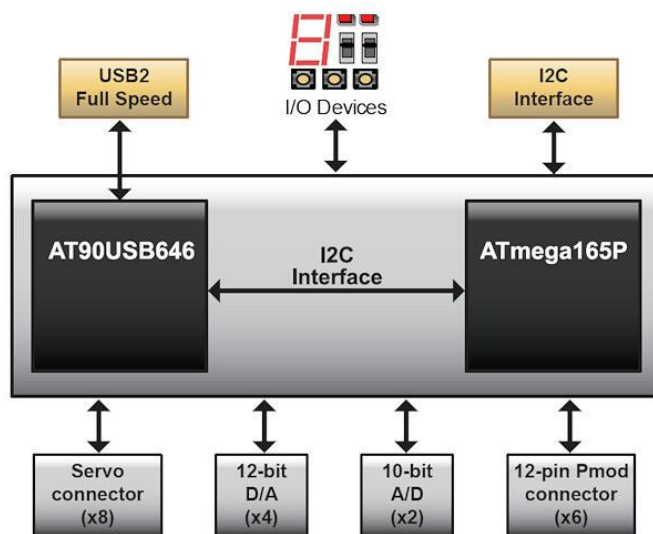 USB2
Full Speed
I/O Devices
I2C
Interface
AT90USB646
I2C
Interface
ATmega165P
Servo
connector
(x8)
12-bit
D/A
(x4)
10-bit
A/D
(x2)
12-pin Pmod
connector
(x6)